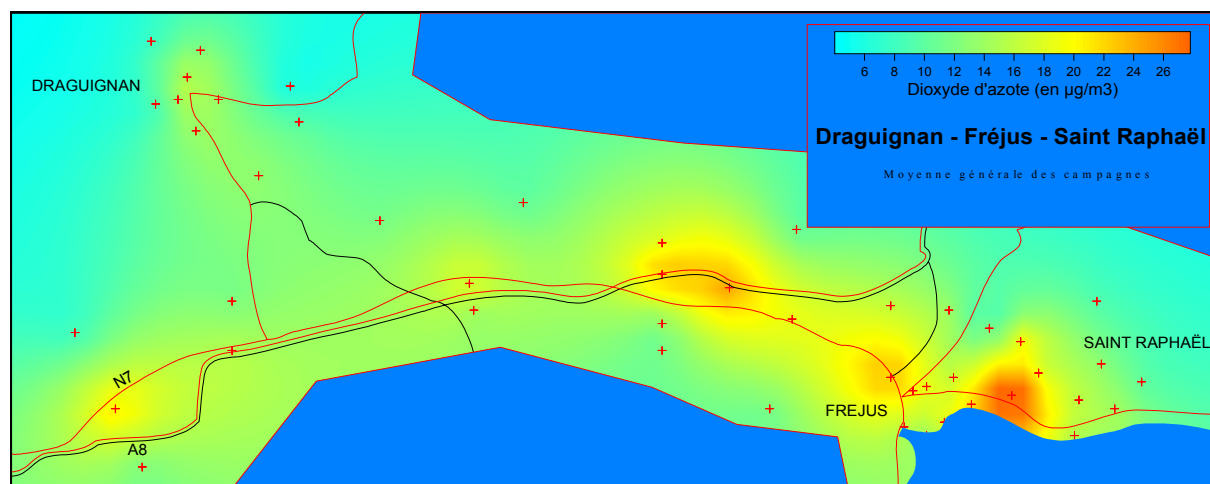 6 8 10 12 14 16 18 20 22 24 26
Dioxyde d'azote (en µg/m3)
DRAGUIGNAN
Draguignan - Fréjus - Saint Raphaël
Moyenne générale des campagnes
SAINT RAPHAËL
N7
FREJUS
A8